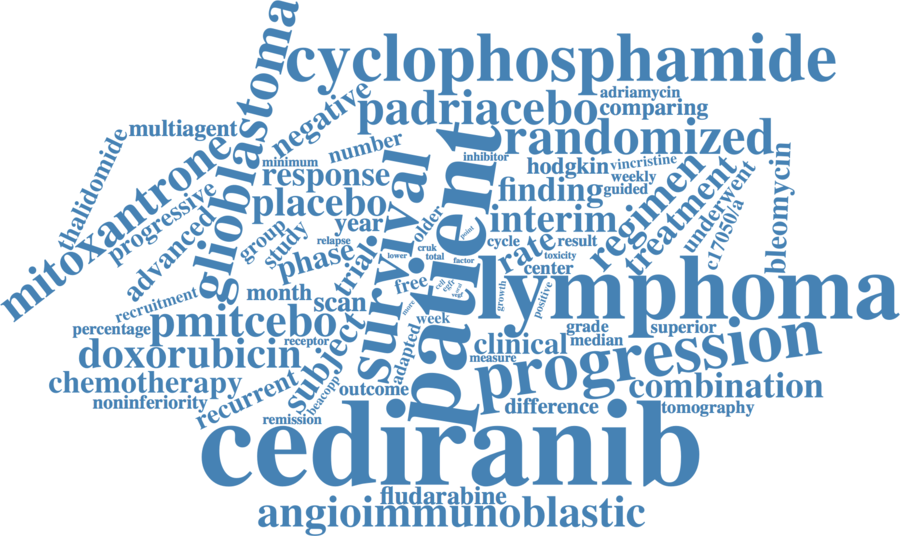 cyclophosphamide
glioblastoma
adriamycin
padriacebo
comparing
negative
multiagent
randomized
number
thalidomide
mitoxantrone
minimum
inhibitor
hodgkin
vincristine
bleomycin
response
weekly
progressive
survival
patient
finding
guided
regimen
treatment
underwent
c17050/a
placebo
year
older
interim
advanced
group
study
relapse
point
cycle
result
rate
phase
trial
lower
cruk
total
factor
toxicity
center
lymphoma
month
scan
free
cell
egfr
growth
positive
recruitment
more
week
percentage
pmitcebo
receptor
subject
adapted
grade
superior
clinical
median
doxorubicin
measure
progression
chemotherapy
outcome
combination
noninferiority
recurrent
beacopp
difference
tomography
remission
cediranib
fludarabine
angioimmunoblastic